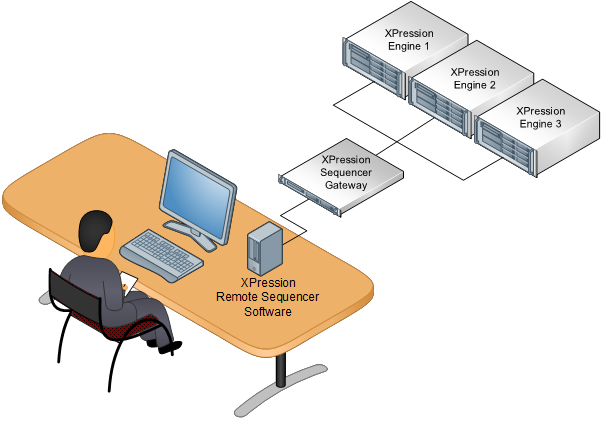 XPression
Engine 1
XPression
Engine 2
XPression
Engine 3
XPression
Sequencer
Gateway
XPression
Remote Sequencer
Software